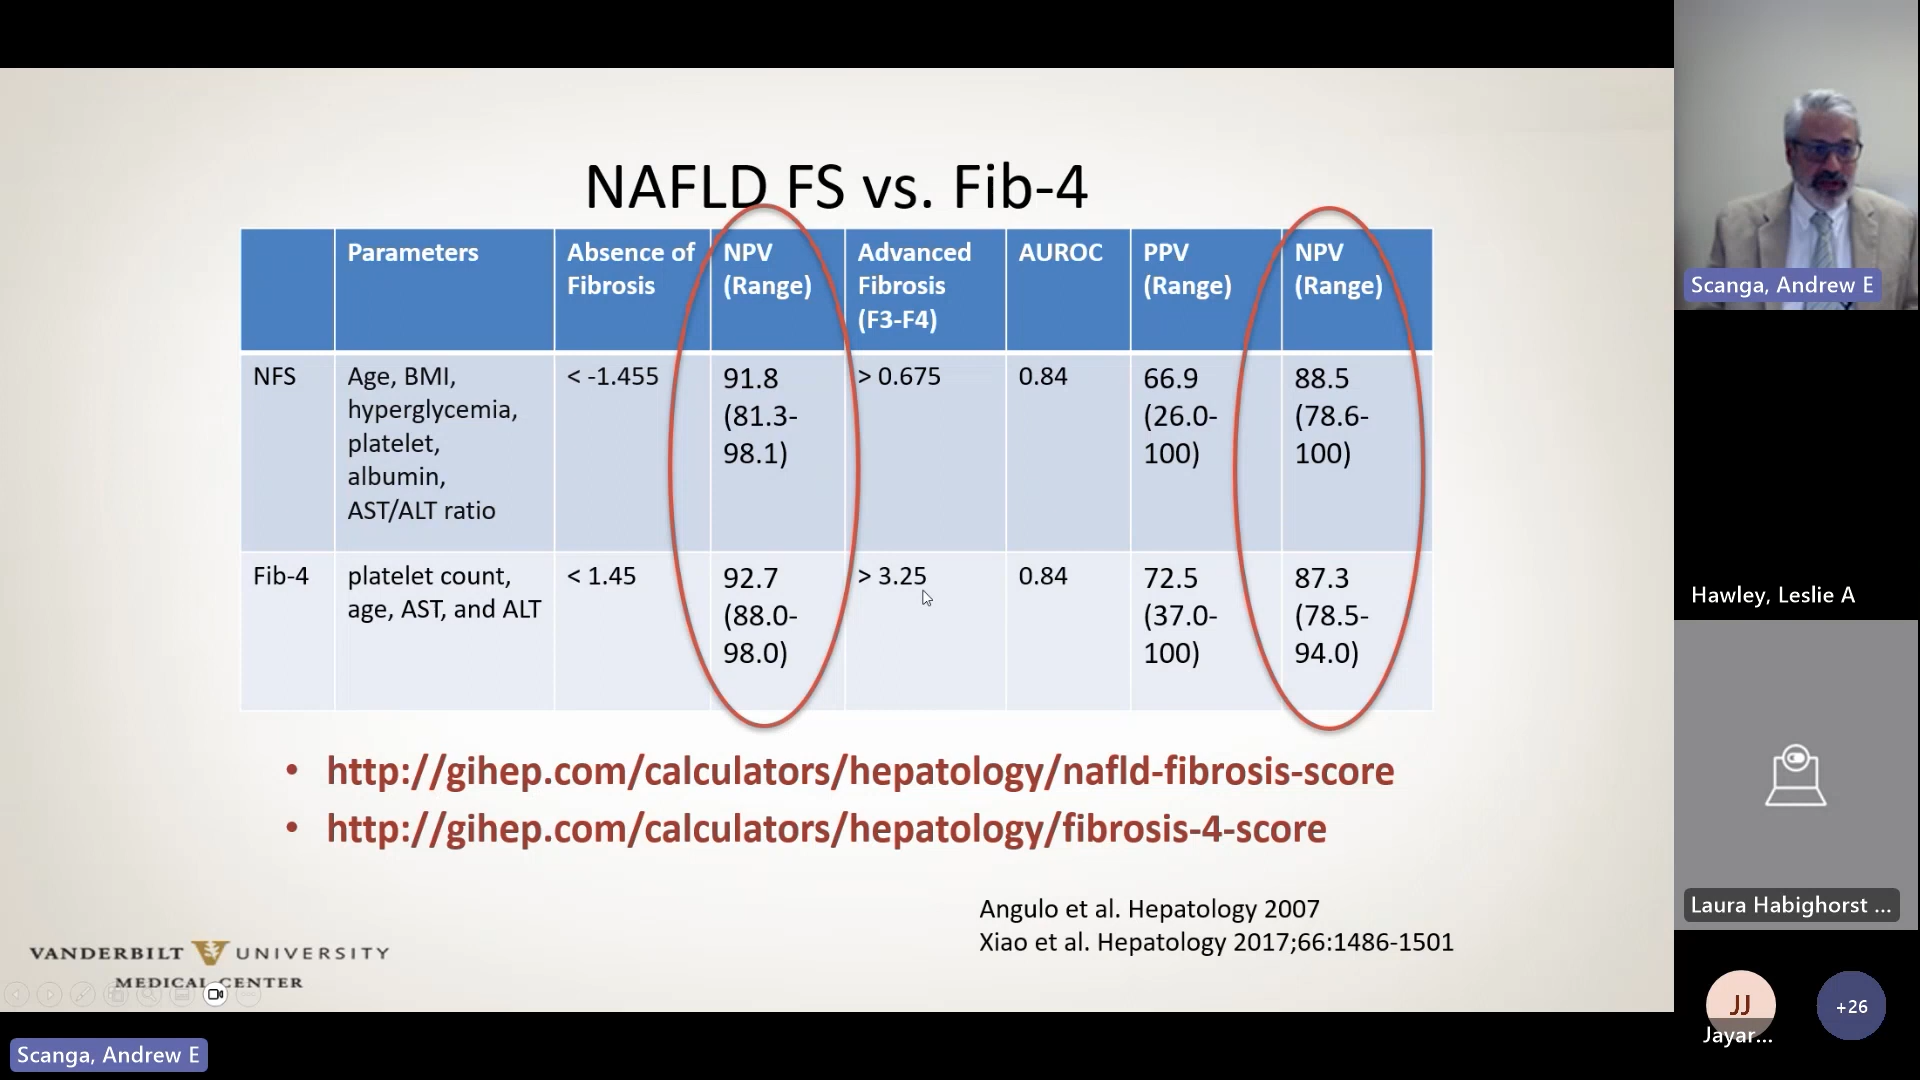 NAFLD FS vs. Fib-4
Parameters
Absence of
Fibrosis
NPV
(Range)
Advanced
Fibrosis
(F3-F4)
AUROC
PPV
(Range)
NPV
(Range)
NFS
Age, BMI,
hyperglycemia,
platelet,
albumin,
AST/ALT ratio
< -1.455
91.8
(81.3-
98.1)
> 0.675
0.84
66.9
(26.0-
100)
88.5
(78.6-
100)
Fib-4
platelet count,
age, AST, and ALT
< 1.45
92.7
(88.0-
98.0)
> 3.25
0.84
72.5
(37.0-
100)
87.3
(78.5-
94.0)
• http://gihep.com/calculators/hepatology/nafld-fibrosis-score
• http://gihep.com/calculators/hepatology/fibrosis-4-score
Angulo et al. Hepatology 2007
Xiao et al. Hepatology 2017;66:1486-1501
VANDERBILT UNIVERSITY
MEDICAL CENTER
Scanga, Andrew E
Scanga, Andrew E
Hawley, Leslie A
Laura Habighorst ...
JJ
Jayar...
+26